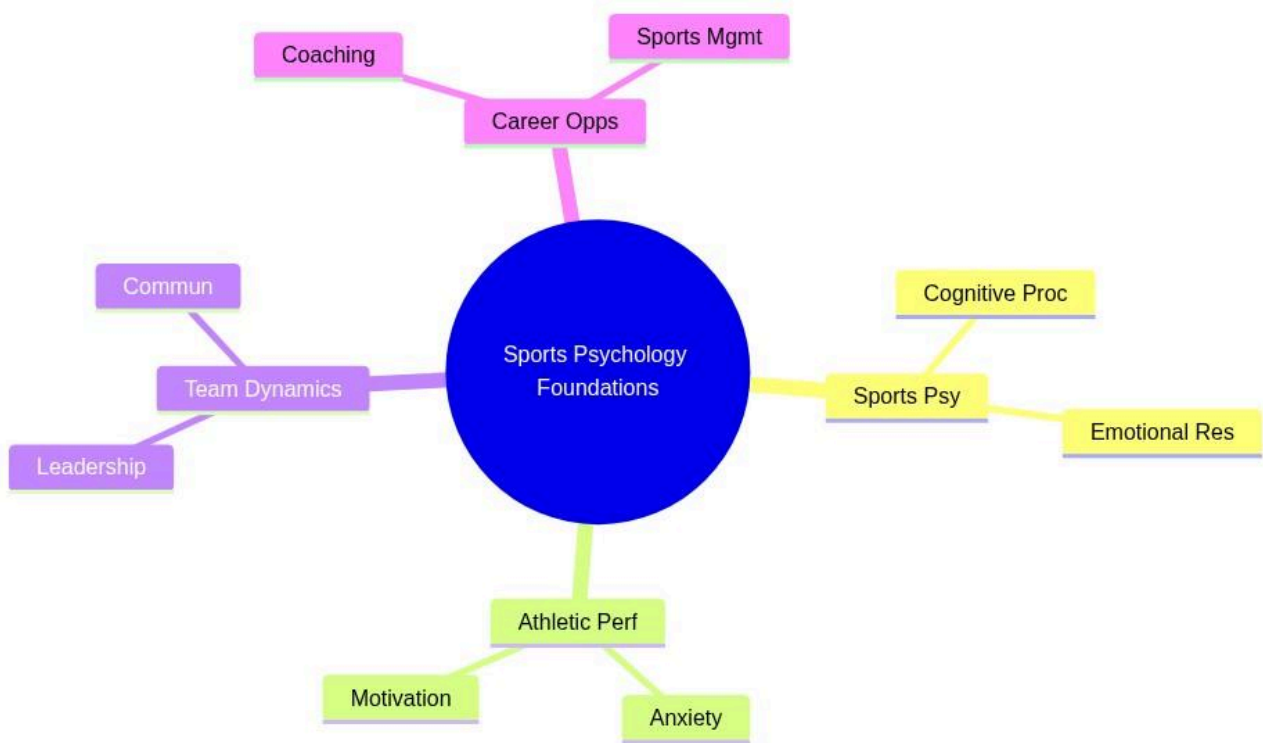 Sports Mgmt
Coaching
Career Opps
Commun
Cognitive Proc
Sports Psychology
Foundations
Team Dynamics
Sports Psy
Emotional Res
Leadership
Athletic Perf
Motivation
Anxiety